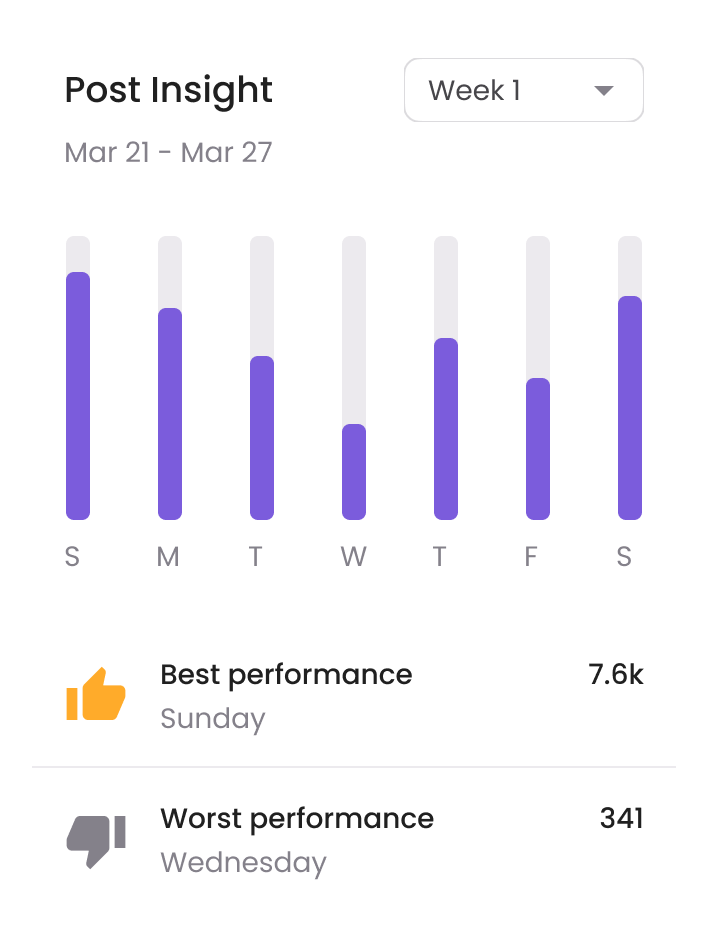 Post Insight
Week 1
Mar 21 - Mar 27
S M T W T F S
Best performance
7.6k
Sunday
Worst performance
341
Wednesday